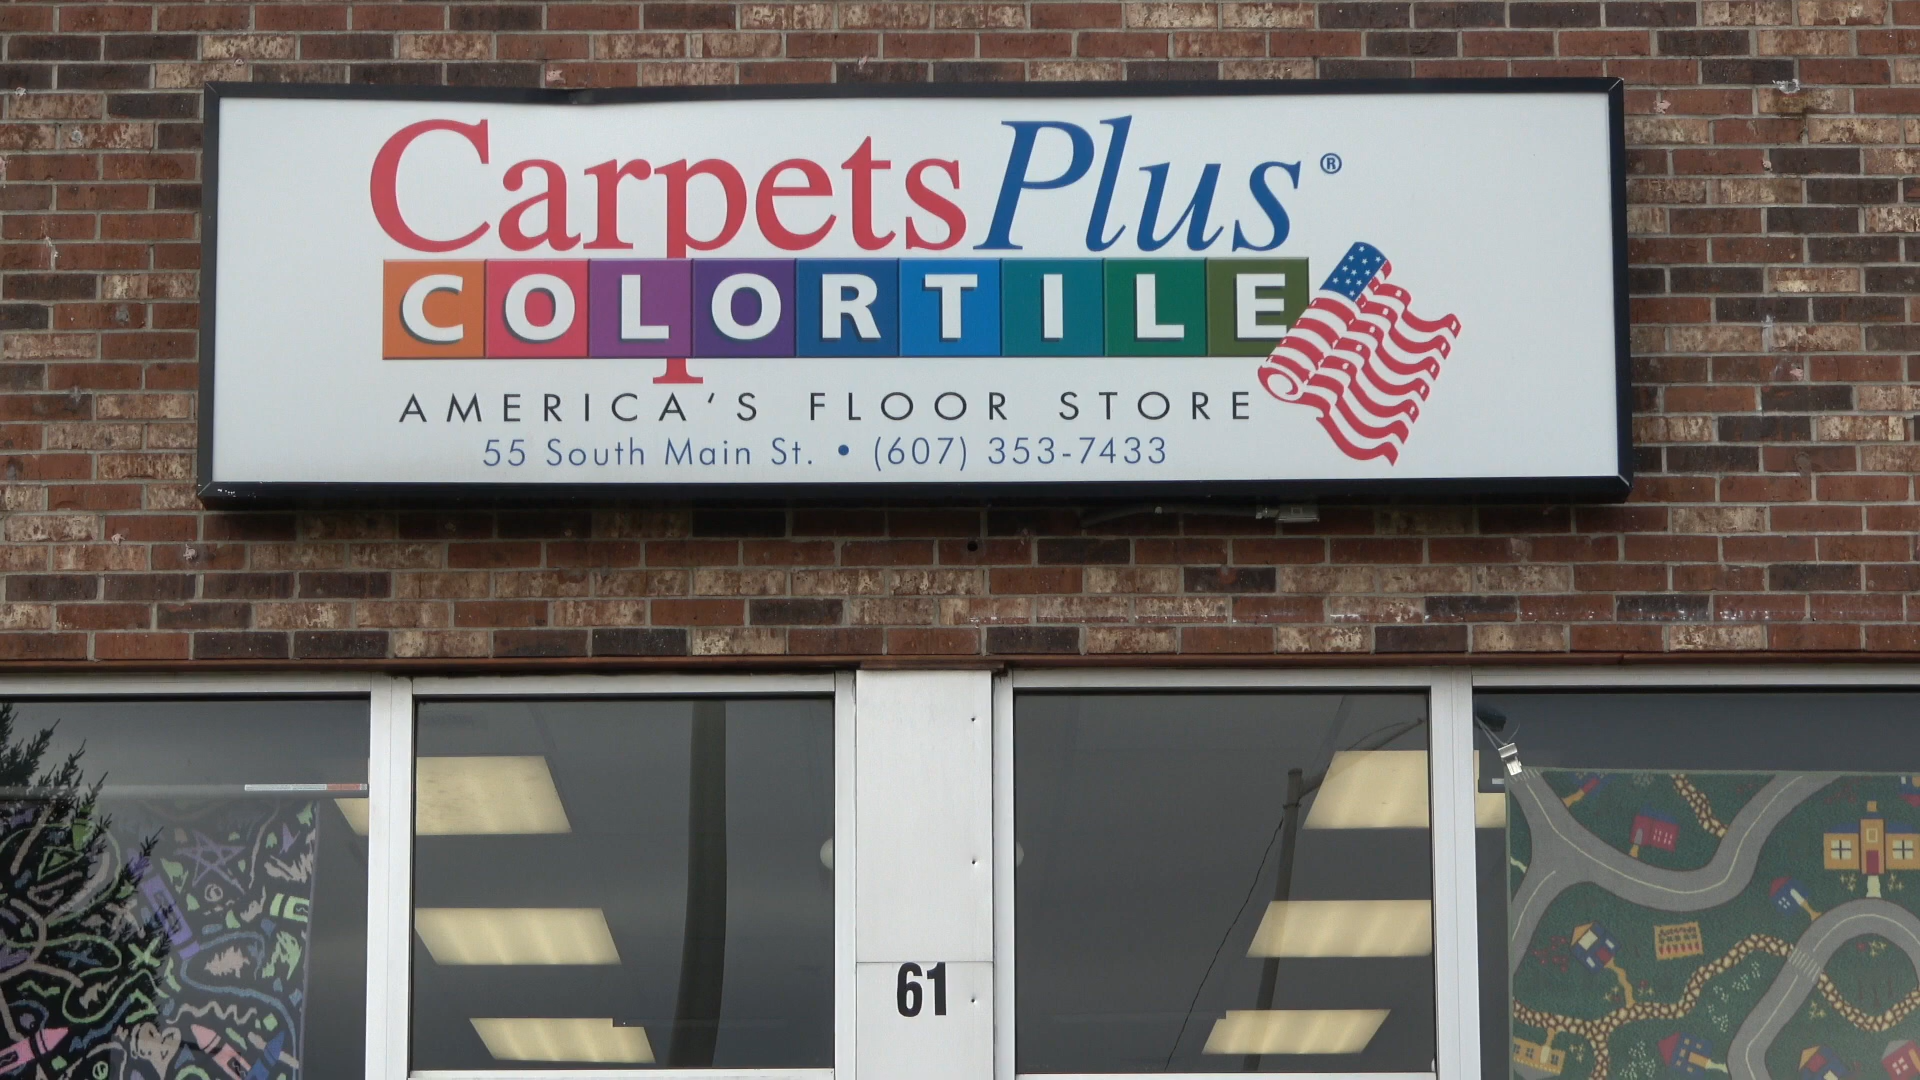 CarpetsPlus®
COLORTILE
AMERICA'S FLOOR STORE
55 South Main St. • (607) 353-7433
61